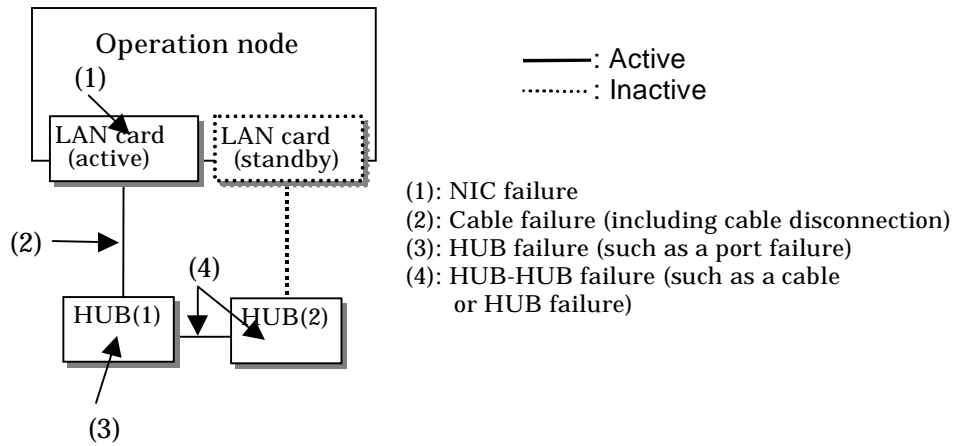 Operation node
(1)
LAN card
(active)
LAN card
(standby)
: Active
: Inactive
(2)
(4)
HUB(1)
HUB(2)
(3)
(1): NIC failure
(2): Cable failure (including cable disconnection)
(3): HUB failure (such as a port failure)
(4): HUB-HUB failure (such as a cable
or HUB failure)